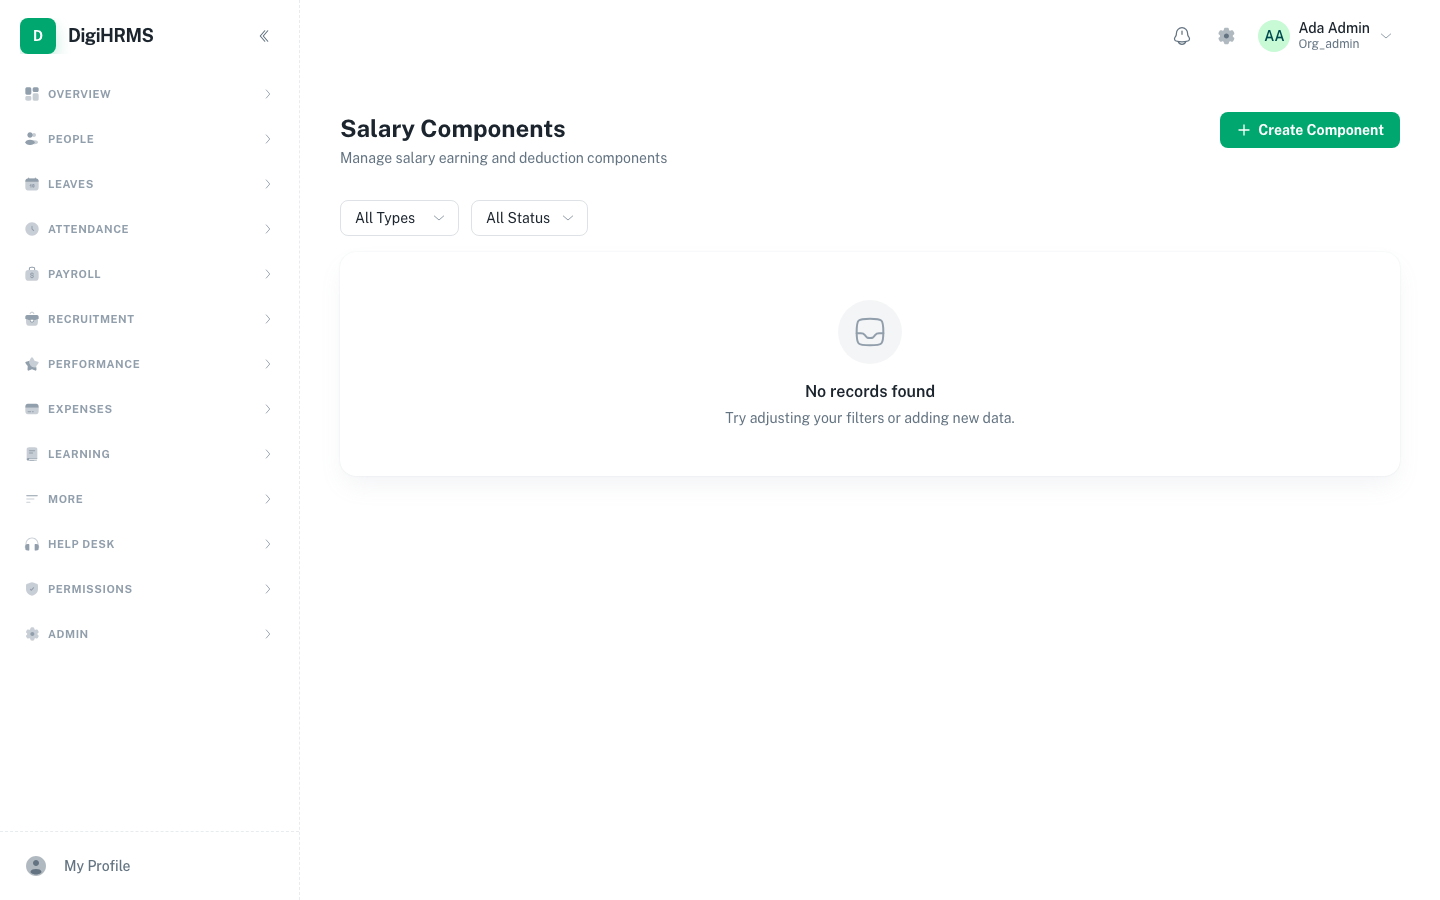 D
DigiHRMS
OVERVIEW
PEOPLE
LEAVES
ATTENDANCE
PAYROLL
RECRUITMENT
PERFORMANCE
EXPENSES
LEARNING
MORE
HELP DESK
PERMISSIONS
ADMIN
My Profile
AA
Ada Admin
Org_admin
Salary Components
Manage salary earning and deduction components
Create Component
All Types
All Status
No records found
Try adjusting your filters or adding new data.